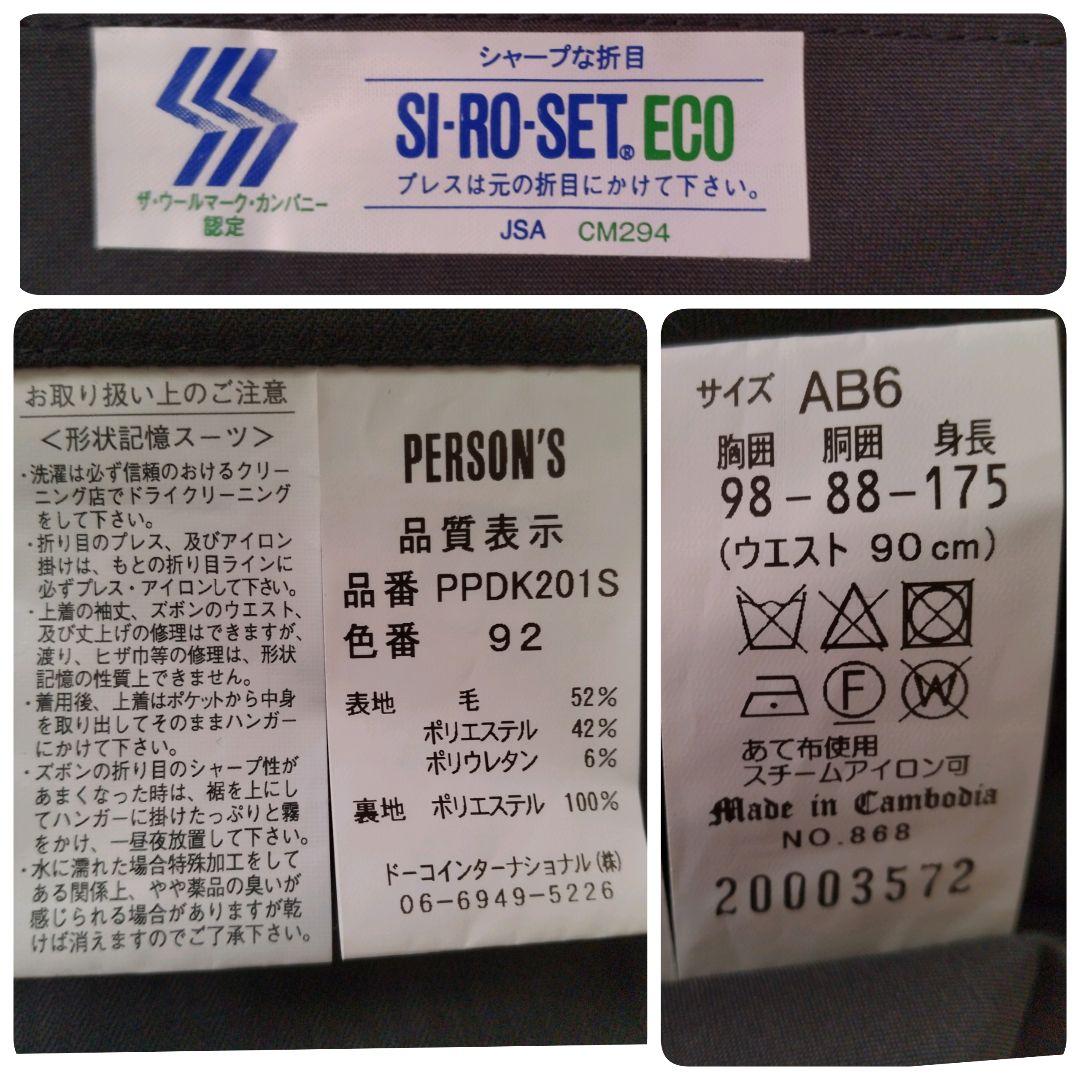 シャープな折目
SI-RO-SET® ECO
プレスは元の折目にかけて下さい。
JSA CM294
ザ・ウールマーク・カンパニー
認定
お取り扱い上のご注意
＜形状記憶スーツ＞
・洗濯は必ず信頼のおけるクリー
ニング店でドライクリーニング
をして下さい。
・折り目のプレス、及びアイロン
掛けは、もとの折り目ラインに
必ずプレス・アイロンして下さい。
・上着の袖丈、ズボンのウエスト、
及び丈上げの修理はできますが、
渡り、ヒザ巾等の修理は、形状
記憶の性質上できません。
・着用後、上着はポケットから中身
を取り出してそのままハンガー
にかけて下さい。
・ズボンの折り目のシャープ性が
あまくなった時は、裾を上にし
てハンガーに掛けたっぷりと霧
をかけ、一昼夜放置して下さい。
・水に濡れた場合特殊加工をして
ある関係上、やや薬品の臭いが
感じられる場合がありますが乾
けば消えますのでご了承下さい。
PERSON'S
品質表示
品番 PPDK201S
色番 92
表地 毛 52%
ポリエステル 42%
ポリウレタン 6%
裏地 ポリエステル 100%
ドーコインターナショナル(株)
06-6949-5226
サイズ AB6
胸囲 胴囲 身長
98-88-175
(ウエスト 90cm)
F W
あて布使用
スチームアイロン可
Made in Cambodia
NO.868
20003572